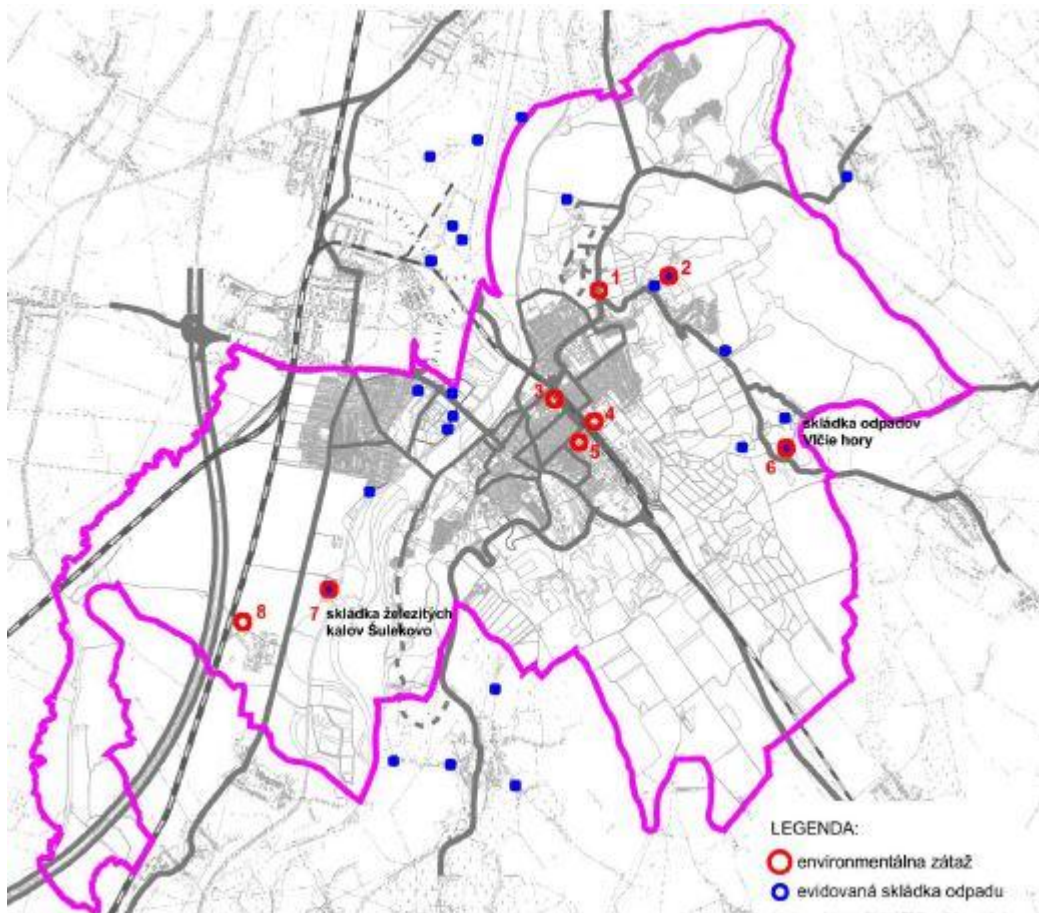 1
2
3
4
5
skládka odpadov
Vlčie hory
6
7
skládka železitých
kalov Šulekovo
8
LEGENDA:
environmentálna zátaž
evidovaná skládka odpadu